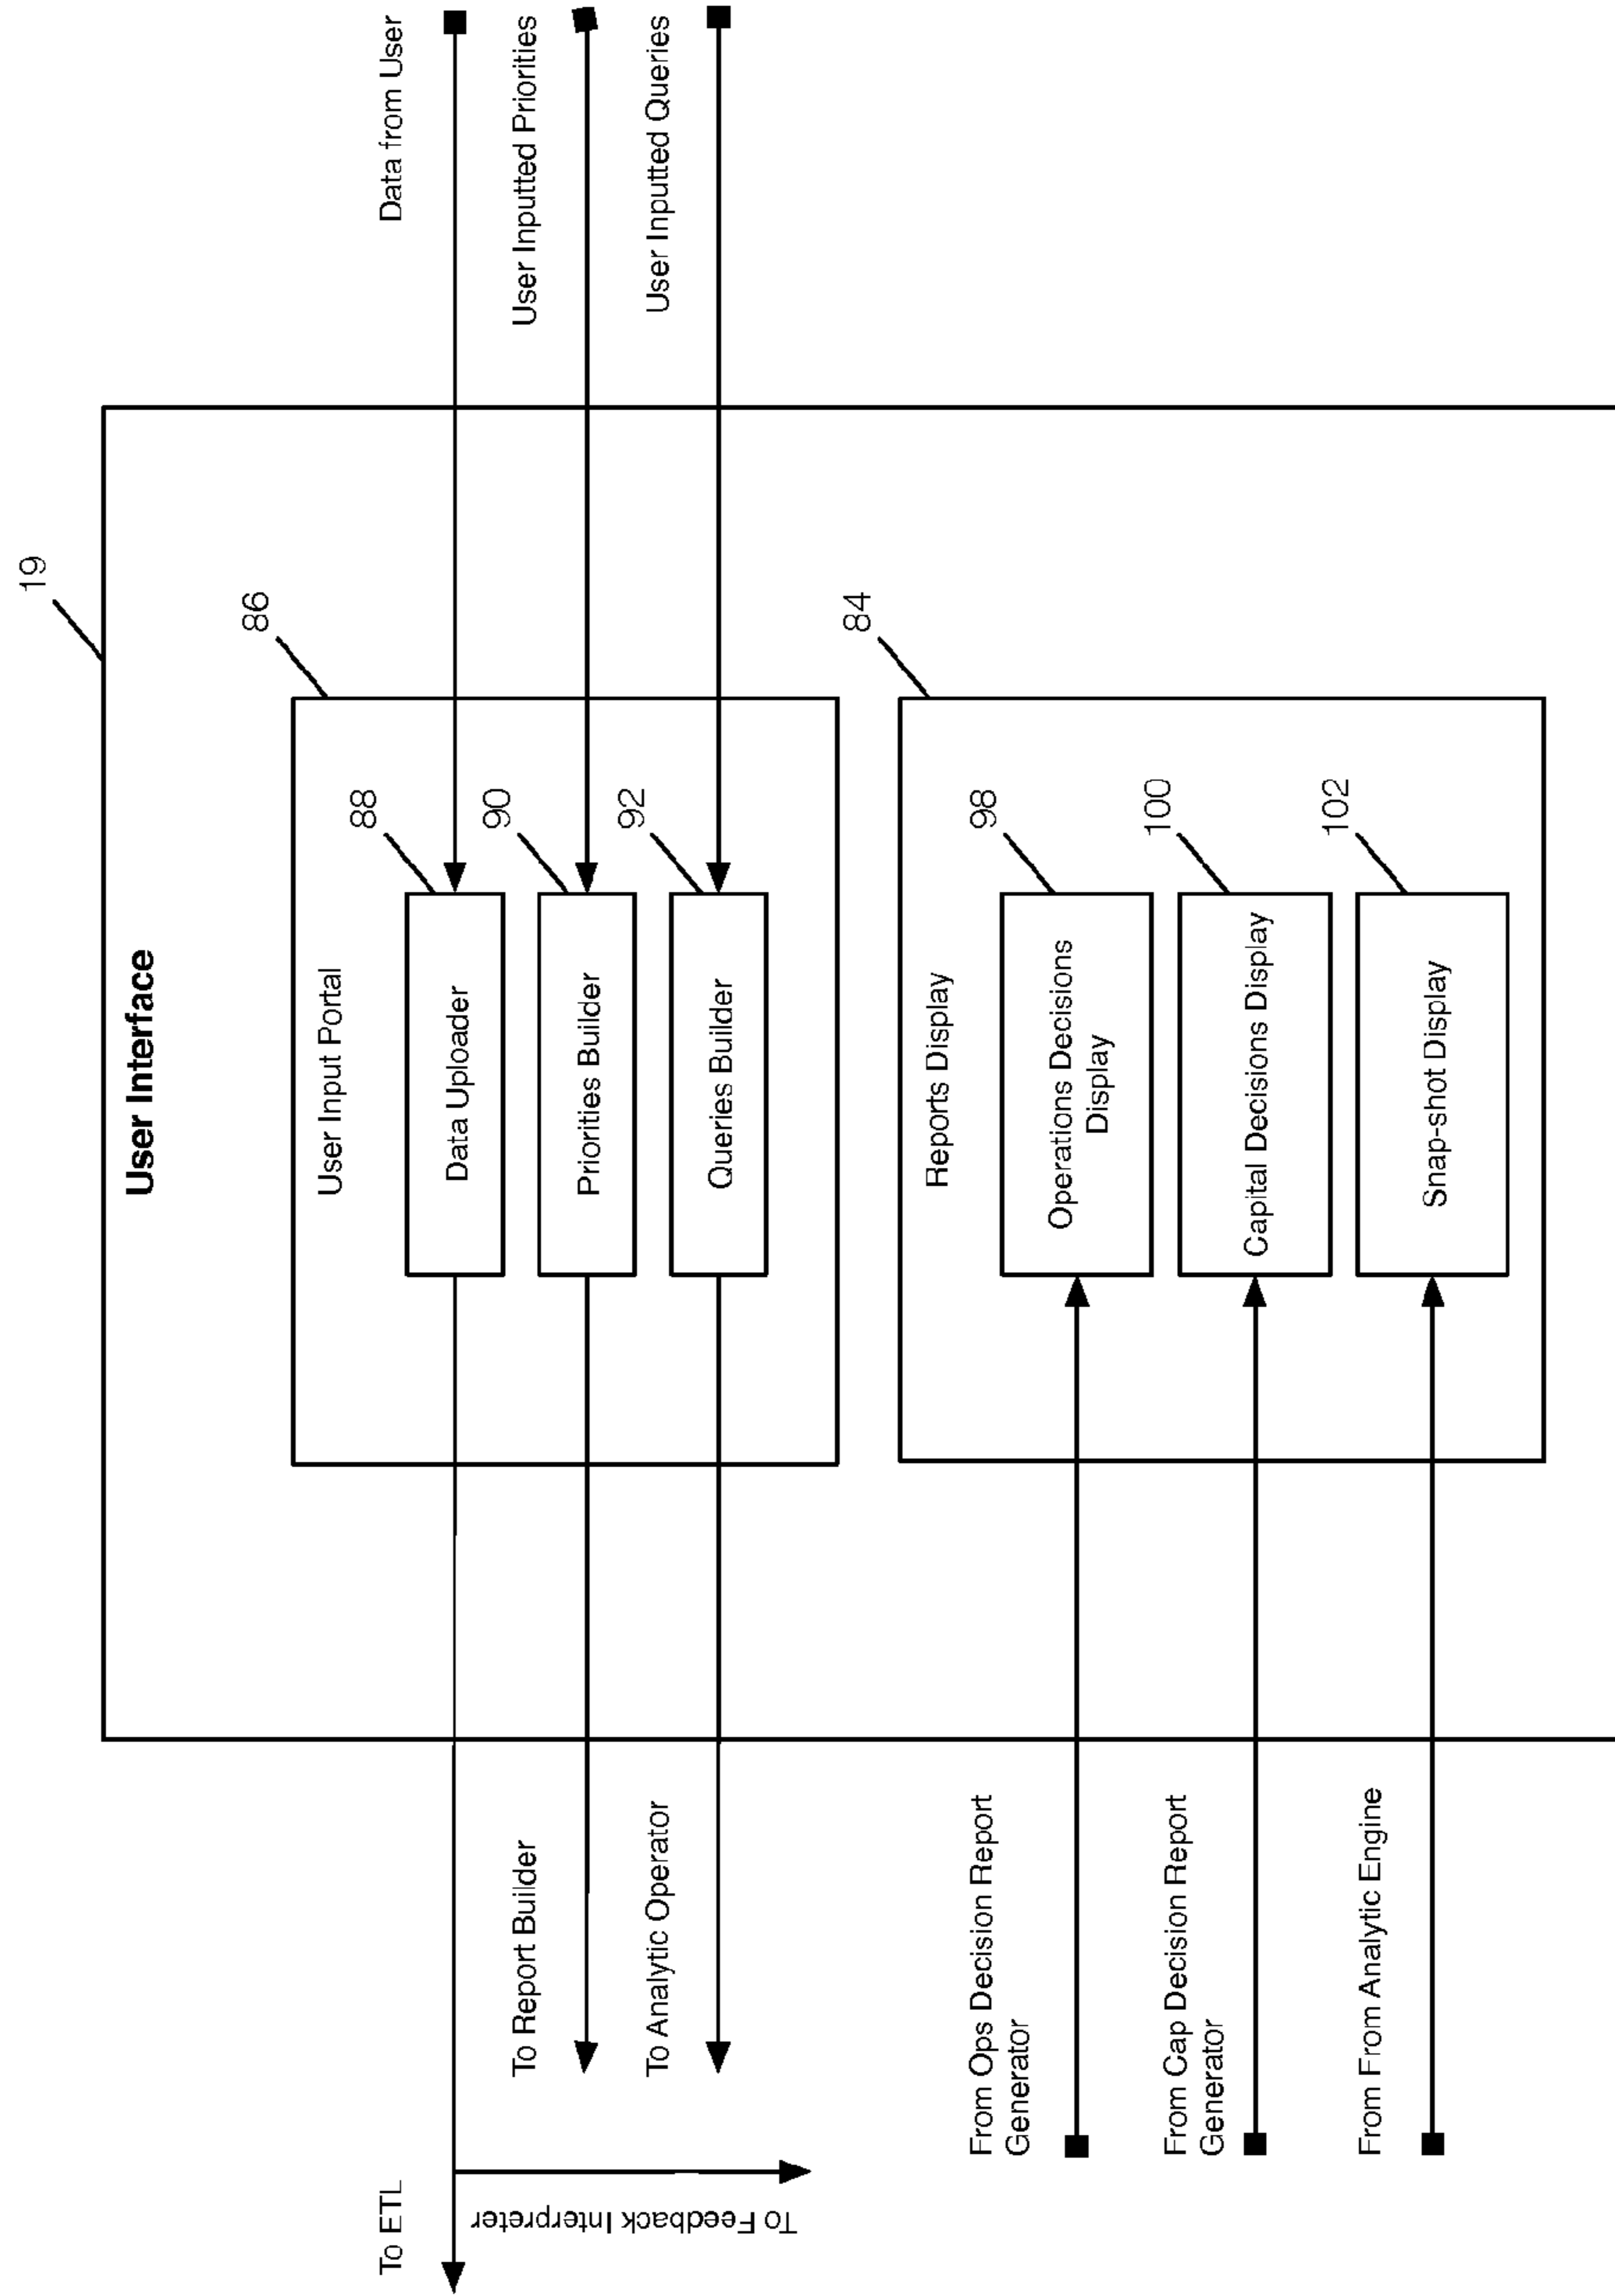 19
User Interface
86
User Input Portal
Data from User
88
Data Uploader
To ETL
To Feedback Interpreter
User Inputted Priorities
90
Priorities Builder
To Report Builder
User Inputted Queries
92
Queries Builder
To Analytic Operator
84
Reports Display
98
Operations Decisions
Display
From Ops Decision Report
Generator
100
Capital Decisions Display
From Cap Decision Report
Generator
102
Snap-shot Display
From From Analytic Engine